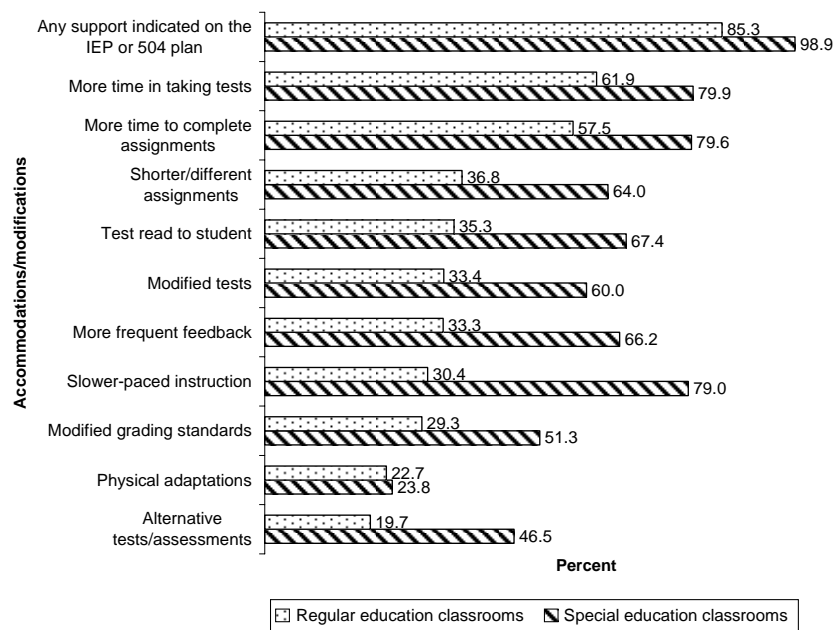 Accommodations/modifications
Any support indicated on the
IEP or 504 plan
85.3
98.9
More time in taking tests
61.9
79.9
More time to complete
assignments
57.5
79.6
Shorter/different
assignments
36.8
64.0
Test read to student
35.3
67.4
Modified tests
33.4
60.0
More frequent feedback
33.3
66.2
Slower-paced instruction
30.4
79.0
Modified grading standards
29.3
51.3
Physical adaptations
22.7
23.8
Alternative
tests/assessments
19.7
46.5
Percent
Regular education classrooms
Special education classrooms